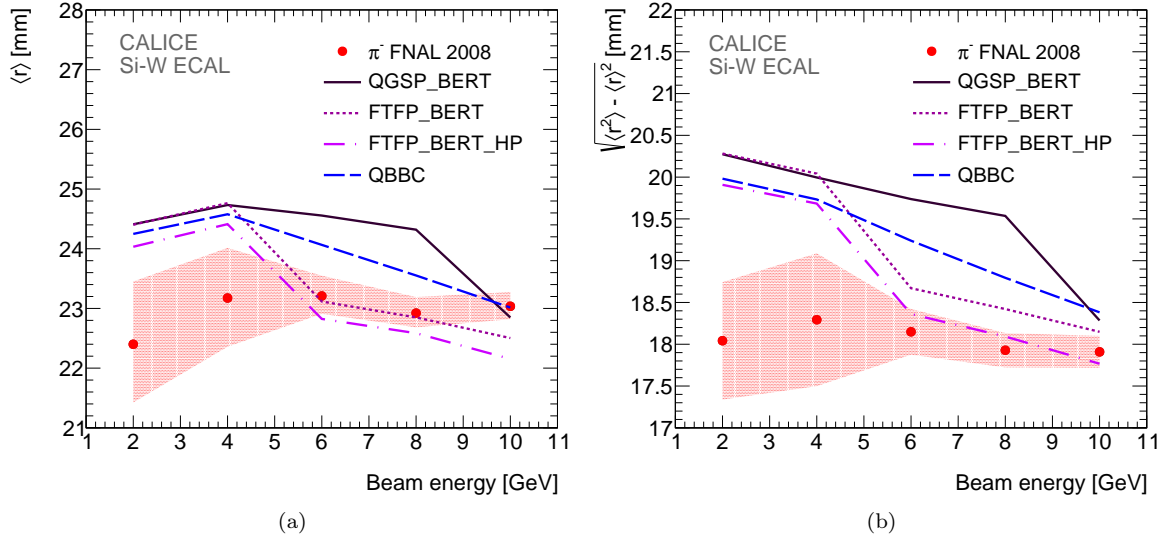 CALICE
Si-W ECAL
π⁻ FNAL 2008
QGSP_BERT
FTFP_BERT
FTFP_BERT_HP
QBBC
⟨r⟩ [mm]
28
27
26
25
24
23
22
21
1 2 3 4 5 6 7 8 9 10 11
Beam energy [GeV]
(a)
CALICE
Si-W ECAL
π⁻ FNAL 2008
QGSP_BERT
FTFP_BERT
FTFP_BERT_HP
QBBC
√⟨r²⟩ - ⟨r⟩² [mm]
22
21.5
21
20.5
20
19.5
19
18.5
18
17.5
17
1 2 3 4 5 6 7 8 9 10 11
Beam energy [GeV]
(b)